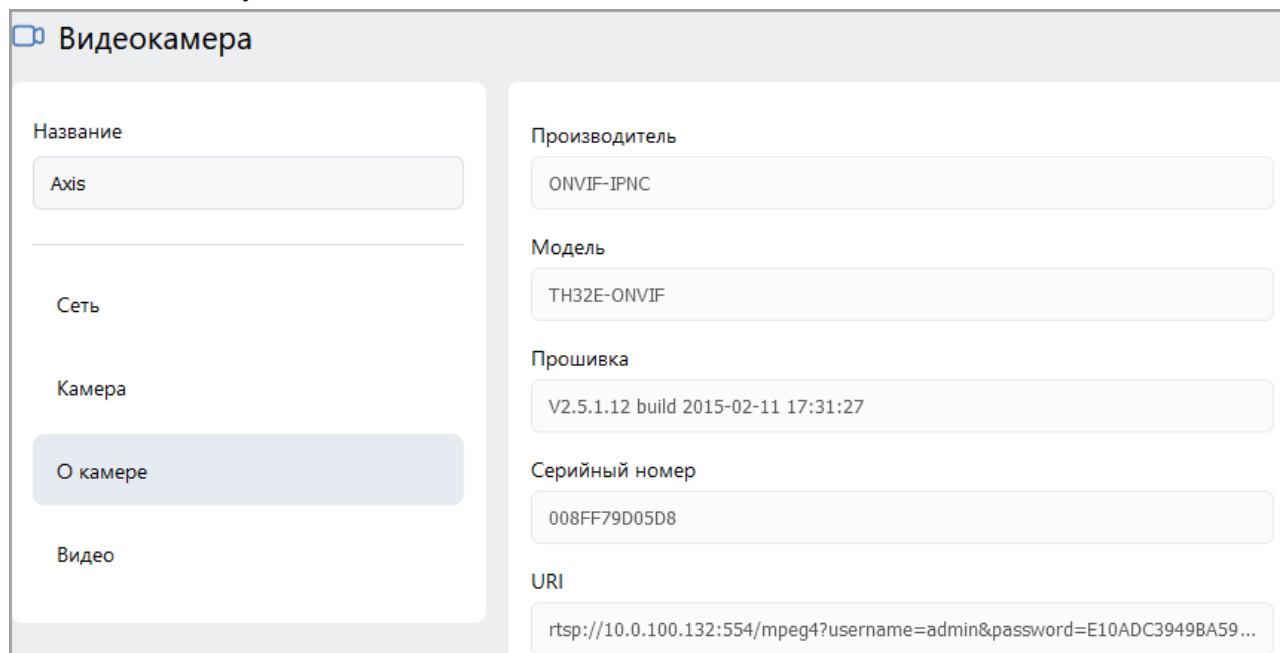 Видеокамера
Название
Axis
Сеть
Камера
О камере
Видео
Производитель
ONVIF-IPNC
Модель
TH32E-ONVIF
Прошивка
V2.5.1.12 build 2015-02-11 17:31:27
Серийный номер
008FF79D05D8
URI
rtsp://10.0.100.132:554/mpeg4?username=admin&password=E10ADC3949BA59...